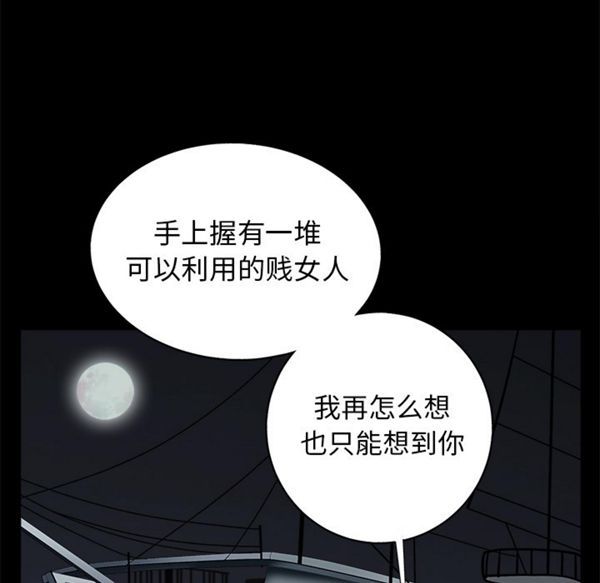 手上握有一堆
可以利用的贱女人
我再怎么想
也只能想到你